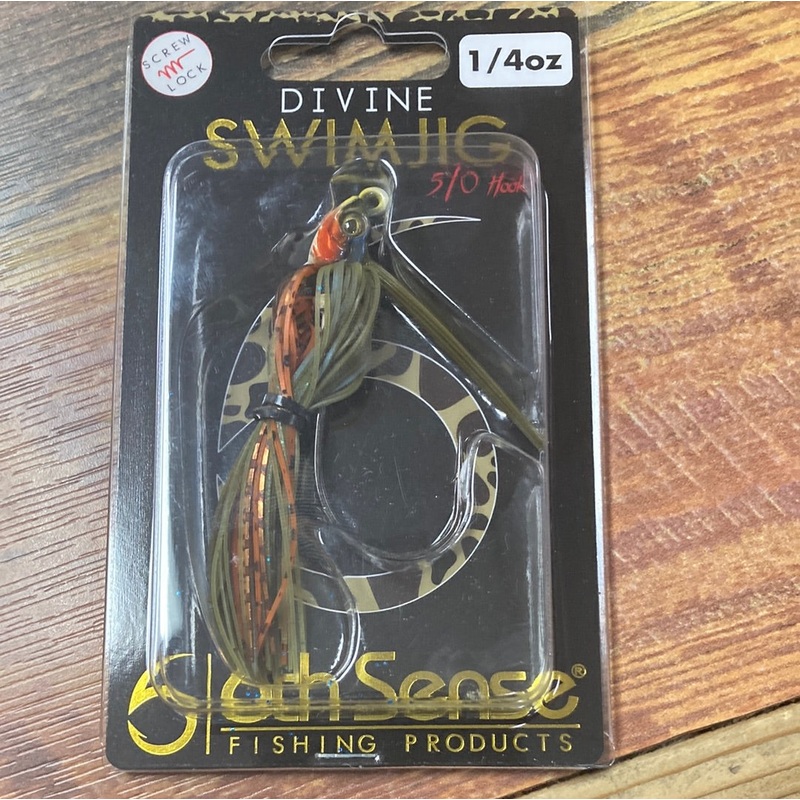 SCREW
LOCK
1/4oz
DIVINE
SWIMJIG
5/0 Hook
6th Sense®
FISHING PRODUCTS